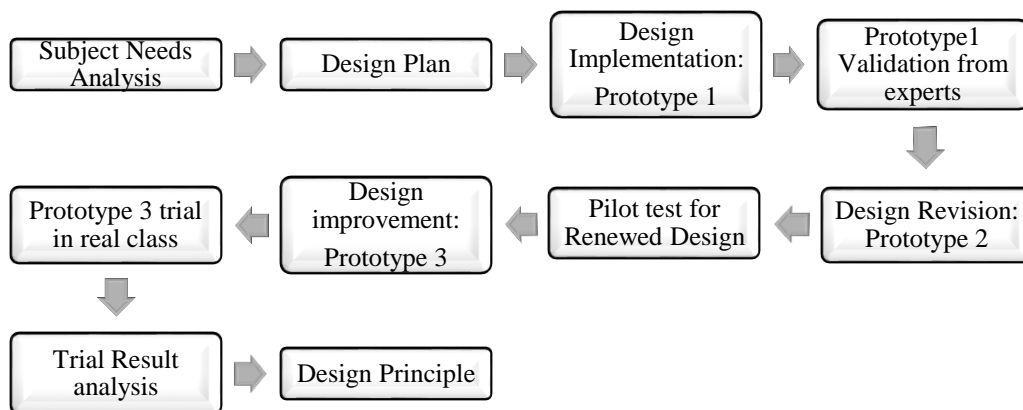 Subject Needs
Analysis
Design Plan
Design
Implementation:
Prototype 1
Prototype1
Validation from
experts
Design Revision:
Prototype 2
Pilot test for
Renewed Design
Design
improvement:
Prototype 3
Prototype 3 trial
in real class
Trial Result
analysis
Design Principle